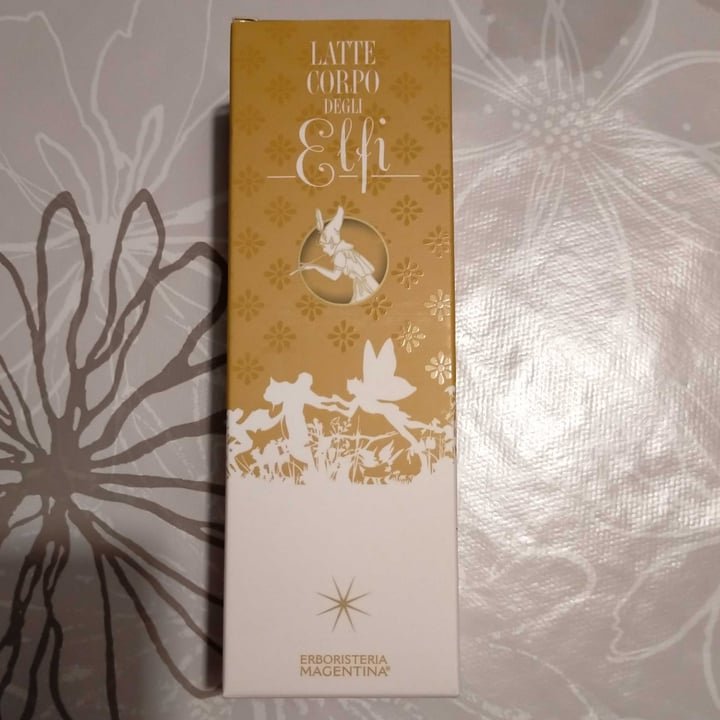 LATTE
CORPO
DEGLI
Elfi
ERBORISTERIA
MAGENTINA®